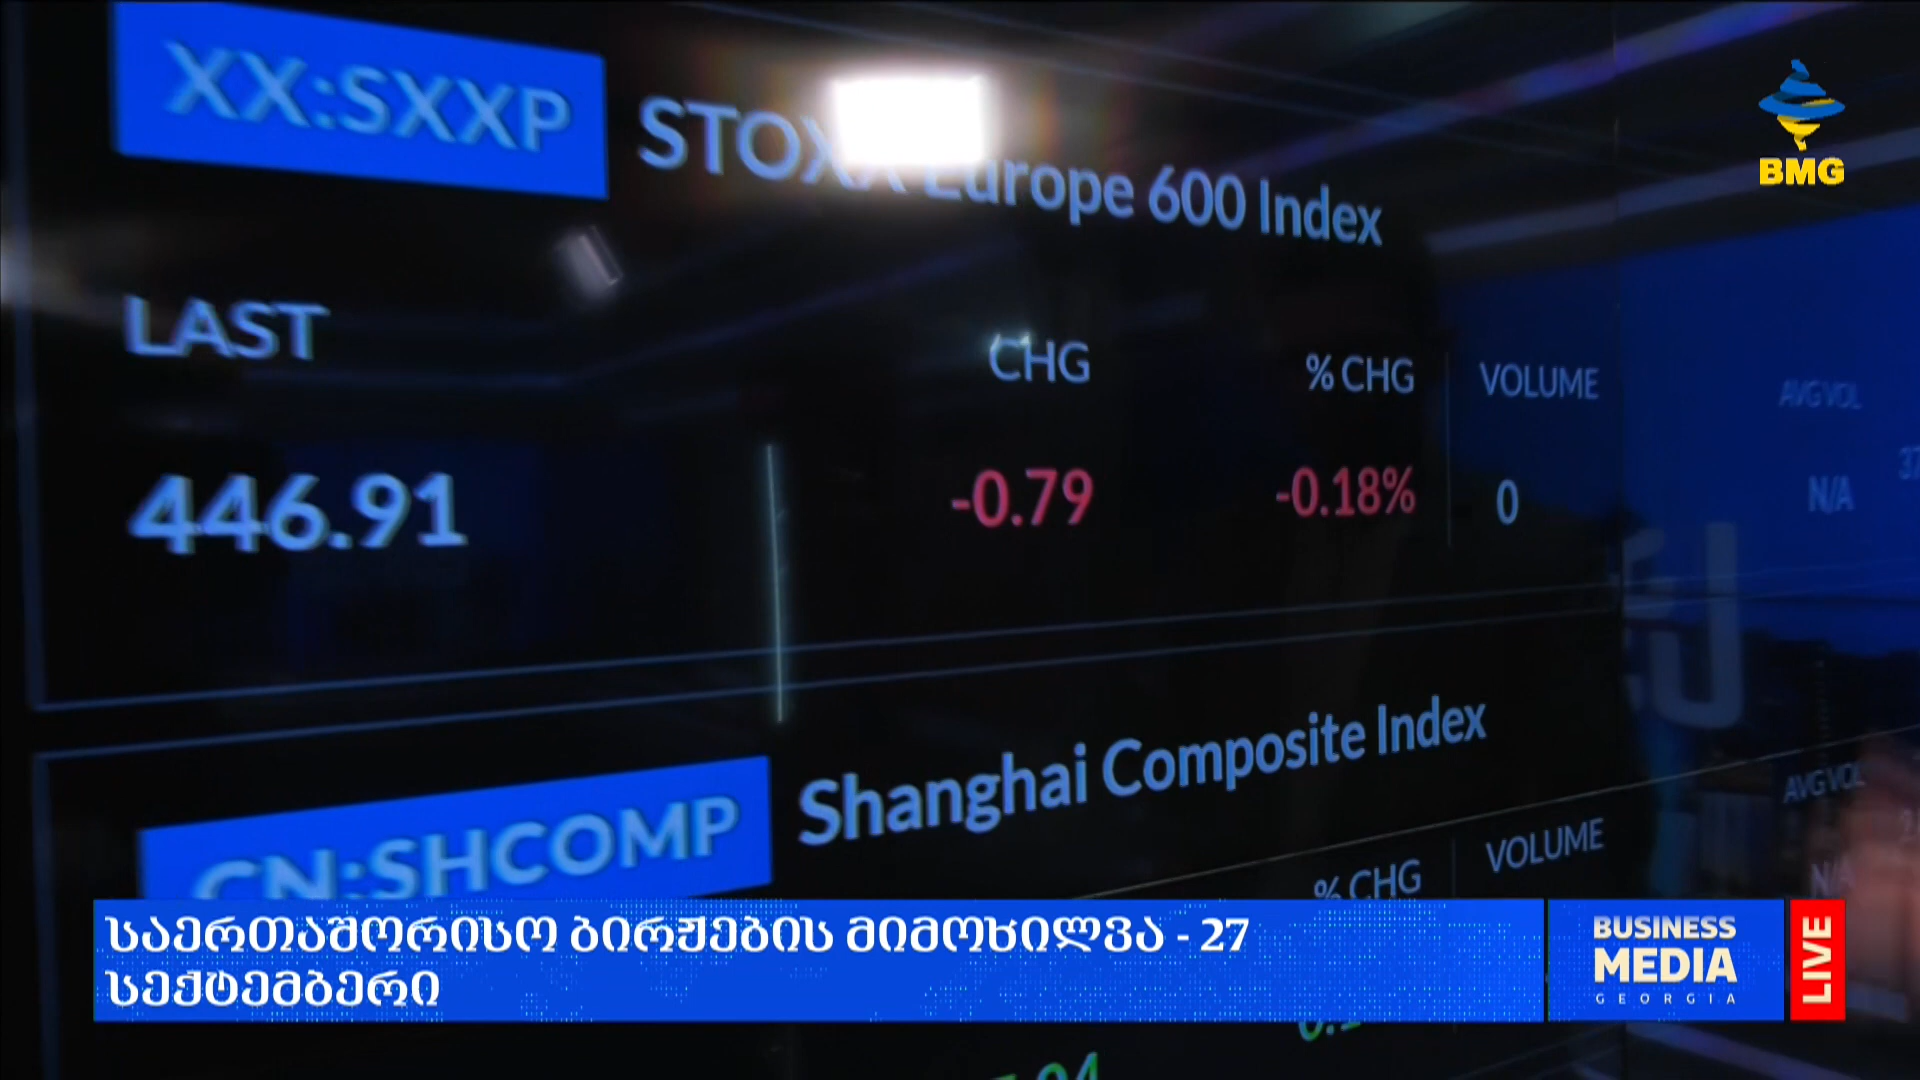 XX:SXXP
STOXX Europe 600 Index
BMG
LAST
CHG
% CHG
VOLUME
AVG VOL
446.91
-0.79
-0.18%
0
N/A
CN:SHCOMP
Shanghai Composite Index
% CHG
VOLUME
AVG VOL
N/A
საერთაშორისო ბირჟების მიმოხილვა - 27
სექტემბერი
BUSINESS
MEDIA
GEORGIA
LIVE